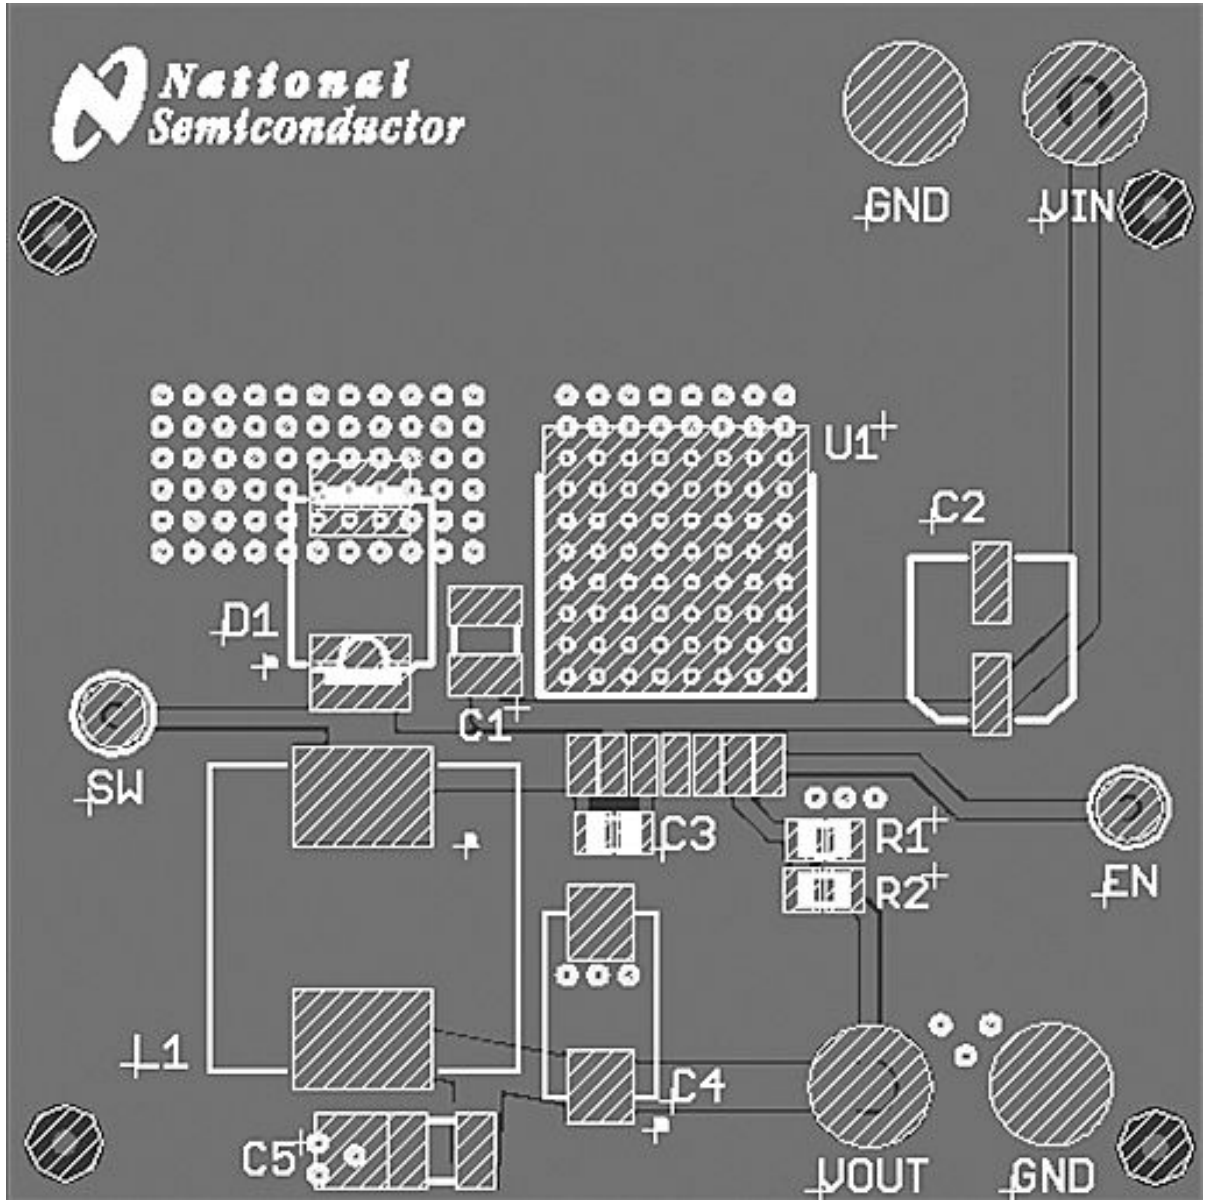 National
Semiconductor
GND
VIN
U1
C2
D1
C1
SW
C3
R1
R2
EN
L1
C4
C5
VOUT
GND